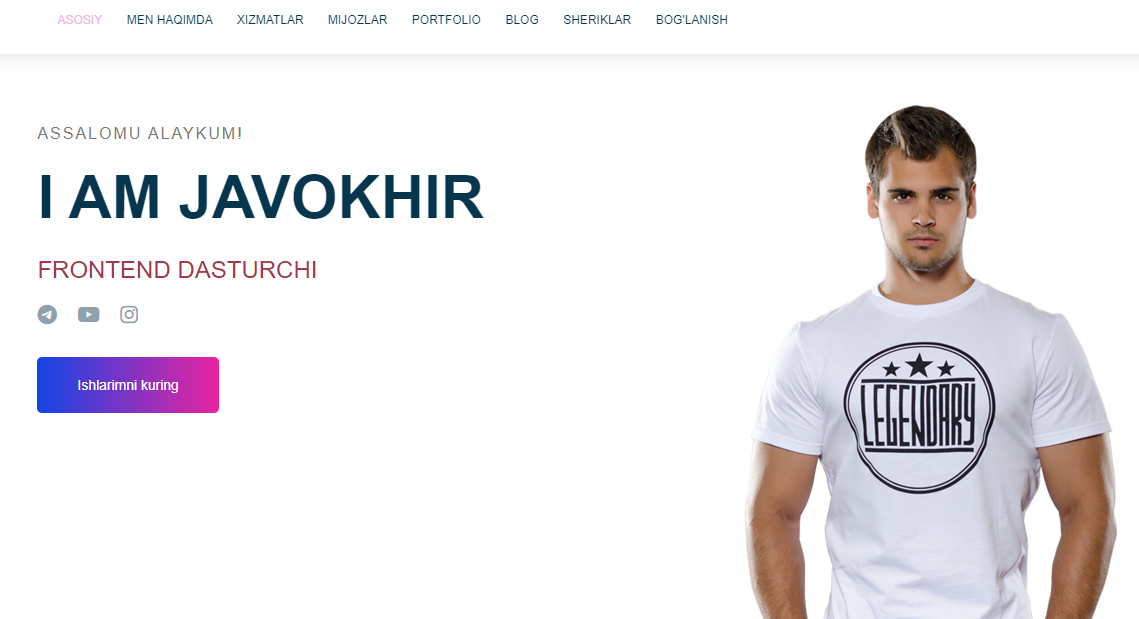 ASOSIY MEN HAQIMDA XIZMATLAR MIJOZLAR PORTFOLIO BLOG SHERIKLAR BOG'LANISH
ASSALOMU ALAYKUM!
I AM JAVOKHIR
FRONTEND DASTURCHI
Ishlarimni kuring
LEGENDARY